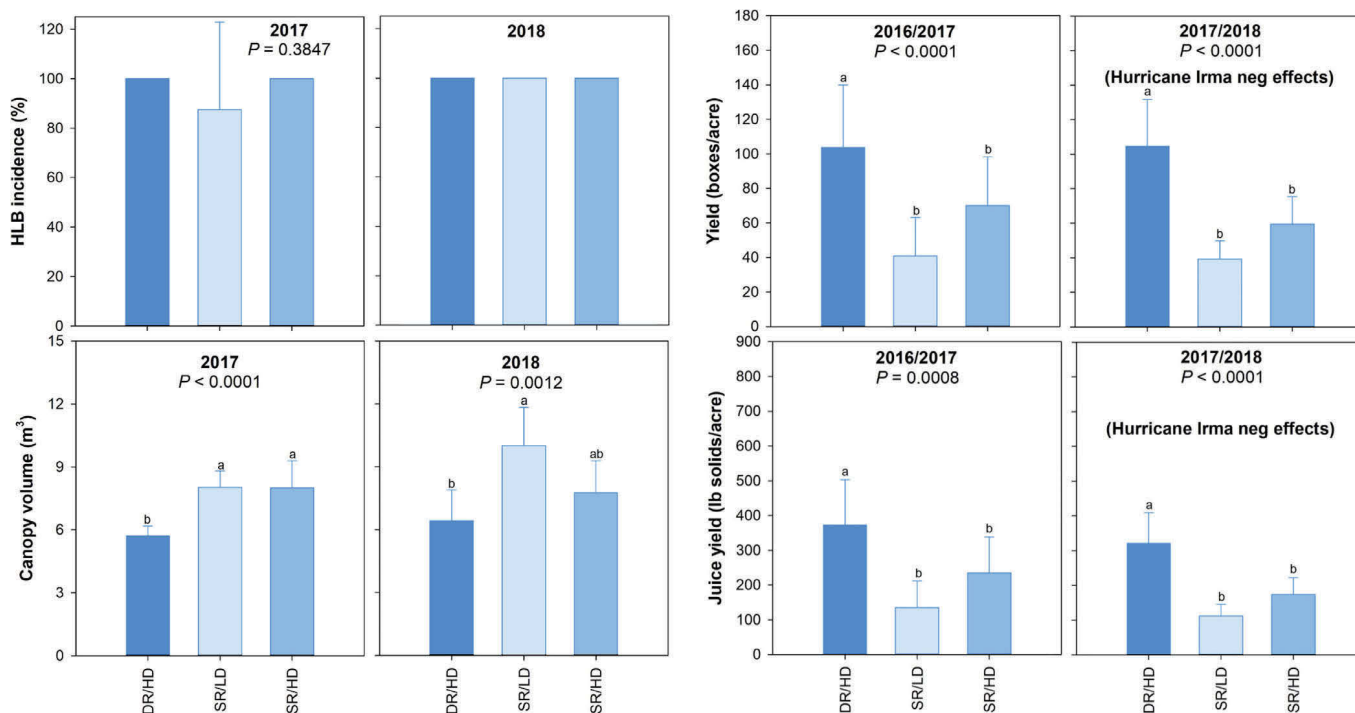 HLB incidence (%)
120
100
80
60
40
20
0
2017
P = 0.3847
2018
Canopy volume (m³)
15
12
9
6
3
0
2017
P < 0.0001
b
a
a
2018
P = 0.0012
b
a
ab
DR/HD
SR/LD
SR/HD
DR/HD
SR/LD
SR/HD
Yield (boxes/acre)
180
160
140
120
100
80
60
40
20
0
2016/2017
P < 0.0001
a
b
b
2017/2018
P < 0.0001
(Hurricane Irma neg effects)
a
b
b
Juice yield (lb solids/acre)
900
800
700
600
500
400
300
200
100
0
2016/2017
P = 0.0008
a
b
b
2017/2018
P < 0.0001
(Hurricane Irma neg effects)
a
b
b
DR/HD
SR/LD
SR/HD
DR/HD
SR/LD
SR/HD